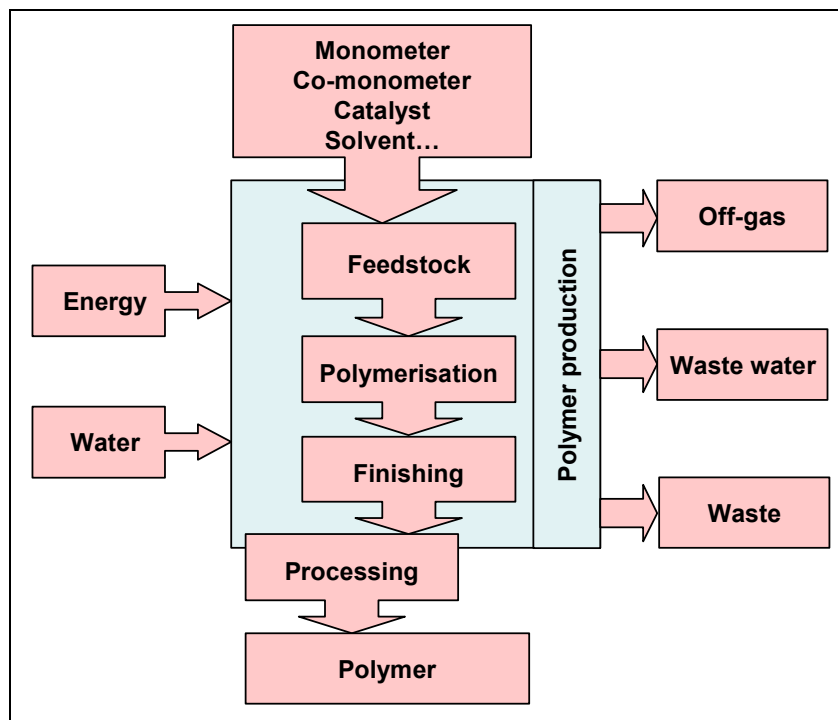 Monometer
Co-monometer
Catalyst
Solvent…
Feedstock
Off-gas
Energy
Polymerisation
Polymer production
Waste water
Water
Finishing
Waste
Processing
Polymer